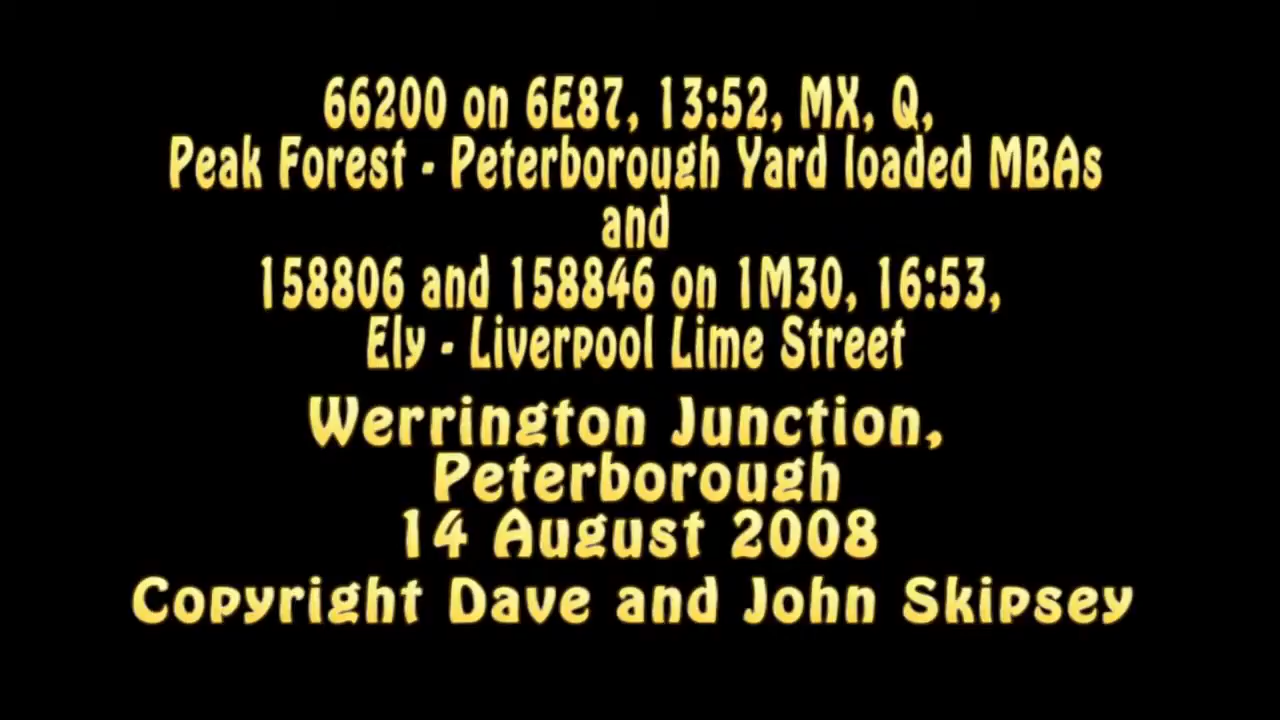 66200 on 6E87, 13:52, MX, Q,
Peak Forest - Peterborough Yard loaded MBAs
and
158806 and 158846 on 1M30, 16:53,
Ely - Liverpool Lime Street
Werrington Junction,
Peterborough
14 August 2008
Copyright Dave and John Skipsey